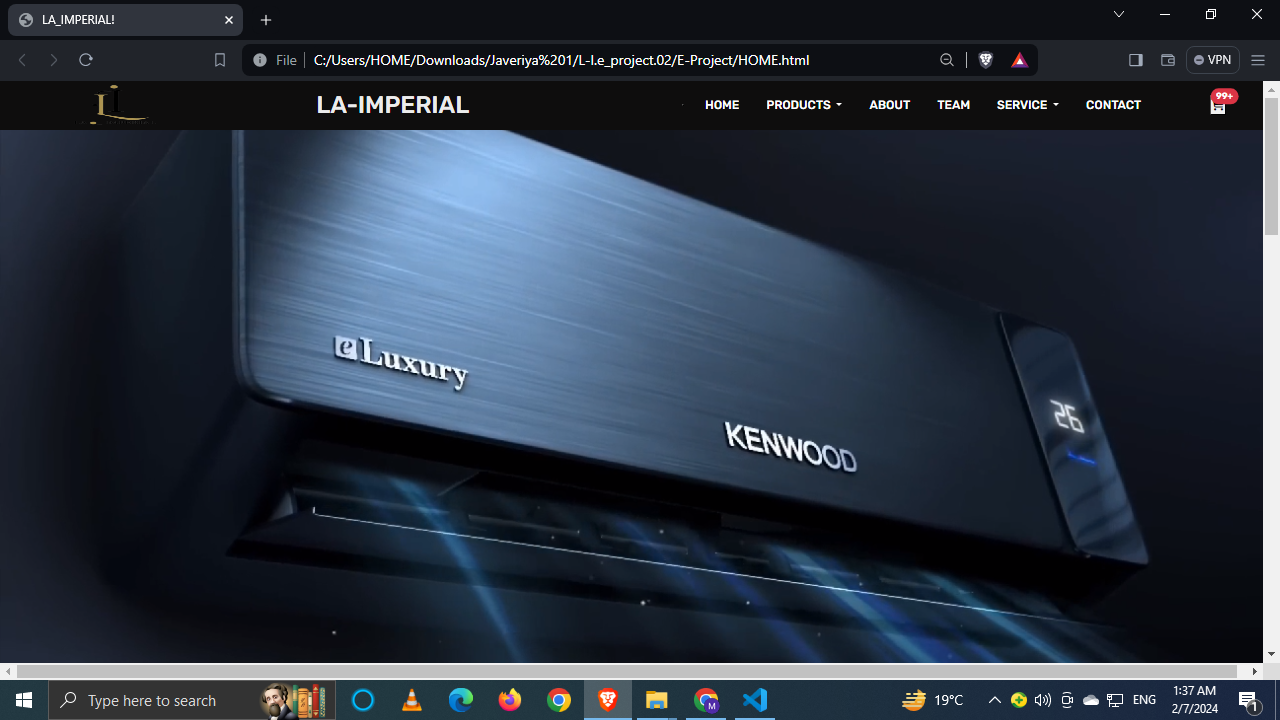 LA_IMPERIAL!
File
C:/Users/HOME/Downloads/Javeriya%201/L-I.e_project.02/E-Project/HOME.html
VPN
LA-IMPERIAL
HOME
PRODUCTS
ABOUT
TEAM
SERVICE
CONTACT
99+
eLuxury
KENWOOD
26
Type here to search
19°C
ENG
1:37 AM
2/7/2024
1